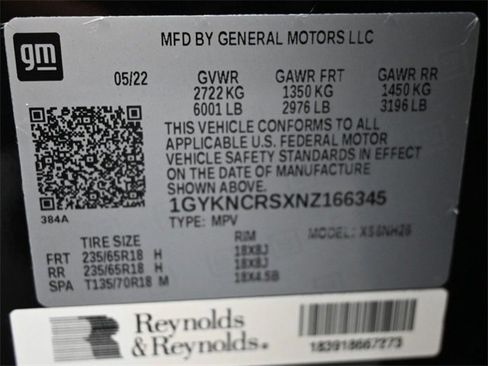 gm
MFD BY GENERAL MOTORS LLC
05/22 GVWR GAWR FRT GAWR RR
2722 KG 1350 KG 1450 KG
6001 LB 2976 LB 3196 LB
THIS VEHICLE CONFORMS TO ALL
APPLICABLE U.S. FEDERAL MOTOR
VEHICLE SAFETY STANDARDS IN EFFECT
ON THE DATE OF MANUFACTURE
SHOWN ABOVE.
384A
1GYKNCRSXNZ166345
TYPE: MPV MODEL:
TIRE SIZE RIM
FRT 235/65R18 H 18X8J
RR 235/65R18 H 18X8J
SPA T135/70R18 M 18X4.5B
Reynolds
& Reynolds®
183918667273